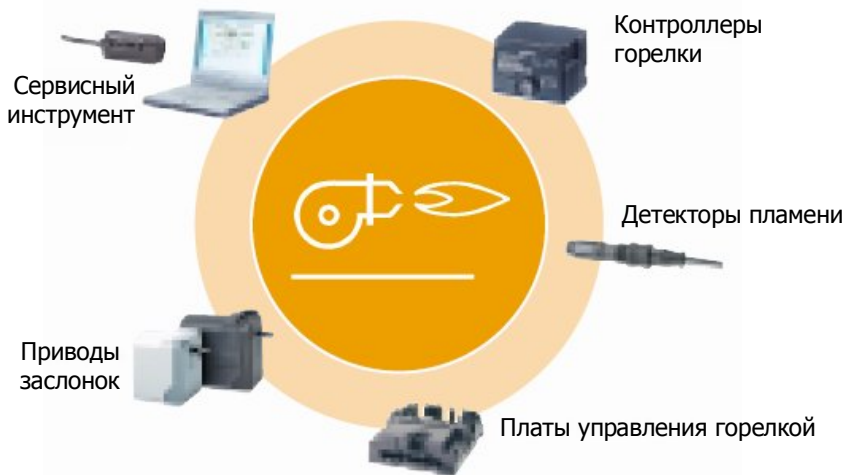 Контроллеры
горелки
Сервисный
инструмент
Детекторы пламени
Приводы
заслонок
Платы управления горелкой